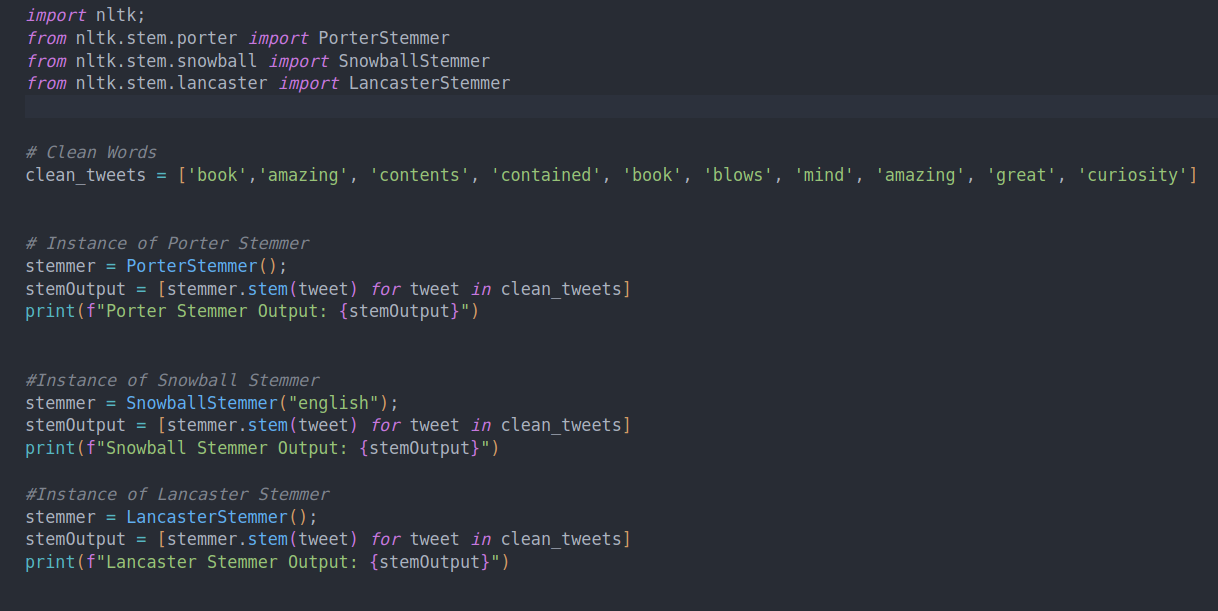 import nltk;
from nltk.stem.porter import PorterStemmer
from nltk.stem.snowball import SnowballStemmer
from nltk.stem.lancaster import LancasterStemmer
# Clean Words
clean_tweets = ['book','amazing', 'contents', 'contained', 'book', 'blows', 'mind', 'amazing', 'great', 'curiosity']
# Instance of Porter Stemmer
stemmer = PorterStemmer();
stemOutput = [stemmer.stem(tweet) for tweet in clean_tweets]
print(f"Porter Stemmer Output: {stemOutput}")
#Instance of Snowball Stemmer
stemmer = SnowballStemmer("english");
stemOutput = [stemmer.stem(tweet) for tweet in clean_tweets]
print(f"Snowball Stemmer Output: {stemOutput}")
#Instance of Lancaster Stemmer
stemmer = LancasterStemmer();
stemOutput = [stemmer.stem(tweet) for tweet in clean_tweets]
print(f"Lancaster Stemmer Output: {stemOutput}")